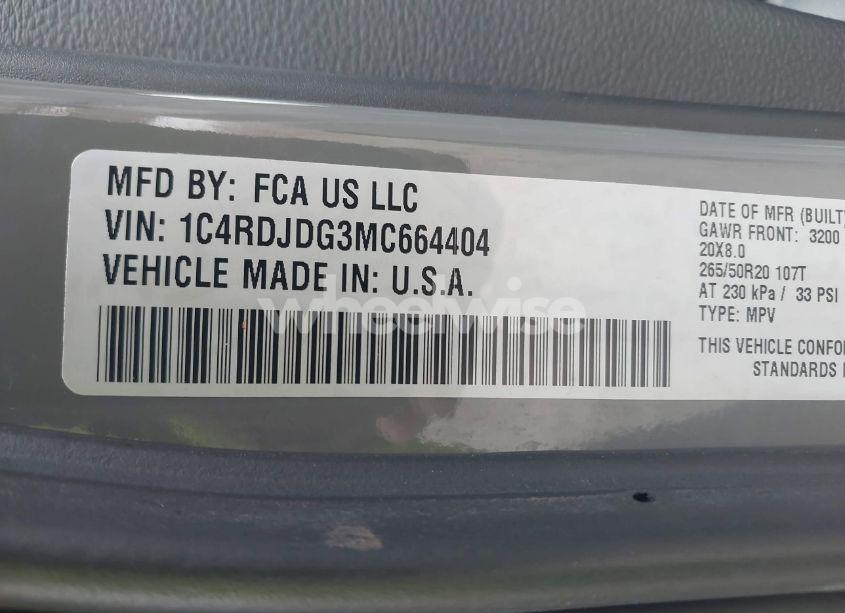 MFD BY: FCA US LLC
VIN: 1C4RDJDG3MC664404
VEHICLE MADE IN: U.S.A.
wheelwise
DATE OF MFR (BUILT)
GAWR FRONT: 3200
20X8.0
265/50R20 107T
AT 230 kPa / 33 PSI
TYPE: MPV
THIS VEHICLE
STANDARDS